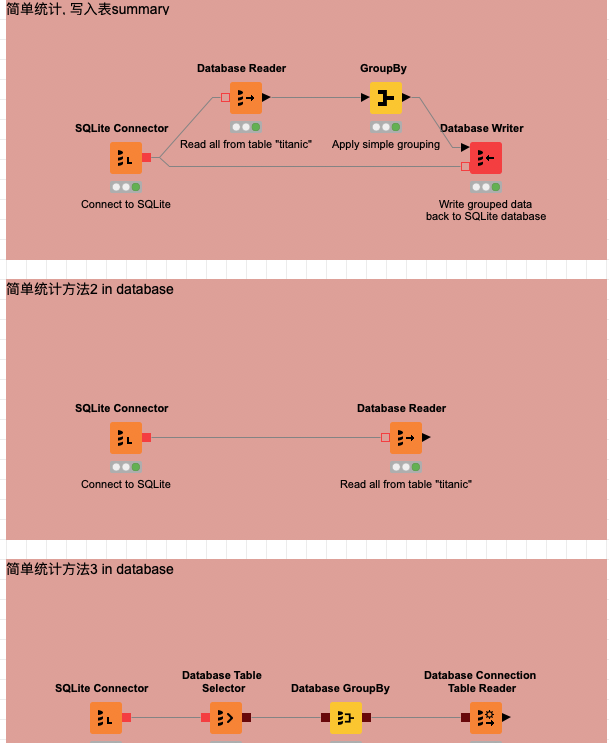 简单统计, 写入表summary
Database Reader
GroupBy
Read all from table "titanic"
Apply simple grouping
SQLite Connector
Database Writer
Connect to SQLite
Write grouped data
back to SQLite database
简单统计方法2 in database
SQLite Connector
Database Reader
Connect to SQLite
Read all from table "titanic"
简单统计方法3 in database
SQLite Connector
Database Table
Selector
Database GroupBy
Database Connection
Table Reader